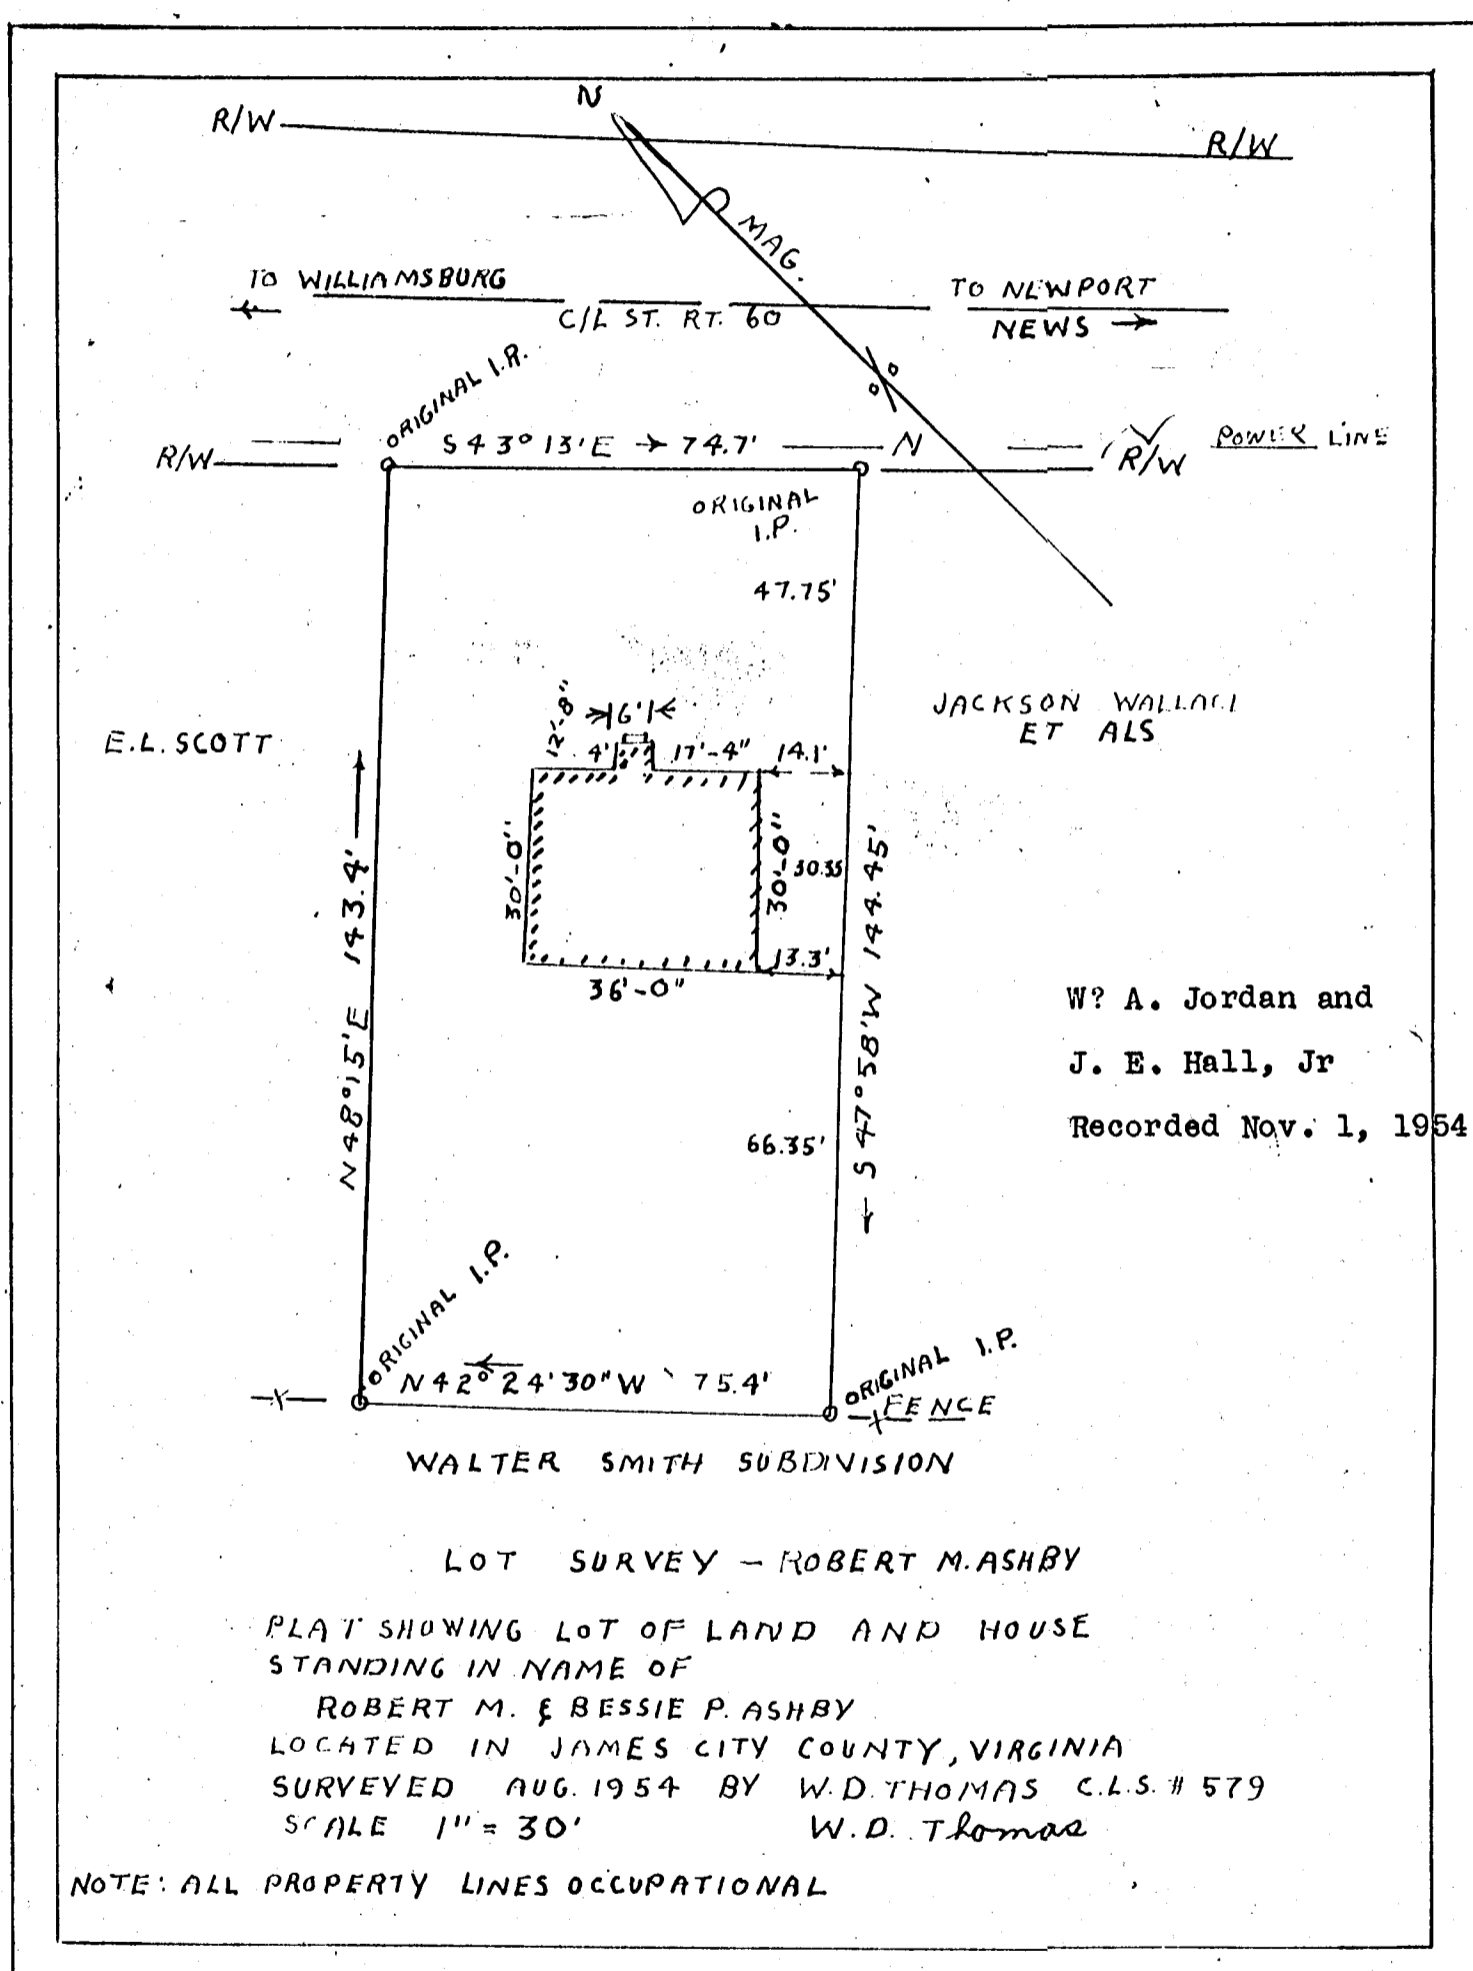 N
R/W
R/W
MAG.
TO WILLIAMSBURG
TO NEWPORT
NEWS
C/L ST. RT. 60
ORIGINAL I.P.
S 43° 13' E → 74.7'
N
R/W
R/W
POWER LINE
ORIGINAL
I.P.
47.75'
JACKSON WALLACE
ET ALS
E.L. SCOTT
12'-8"
6'
4'
17'-4"
14.1'
30'-0"
30'-0"
30.35
13.3'
36'-0"
N 48° 15' E 143.4'
S 47° 58' W 144.45'
W? A. Jordan and
J. E. Hall, Jr
Recorded Nov. 1, 1954
66.35'
ORIGINAL I.P.
N 42° 24' 30" W 75.4'
ORIGINAL I.P.
FENCE
WALTER SMITH SUBDIVISION
LOT SURVEY - ROBERT M. ASHBY
PLAT SHOWING LOT OF LAND AND HOUSE
STANDING IN NAME OF
ROBERT M. & BESSIE P. ASHBY
LOCATED IN JAMES CITY COUNTY, VIRGINIA
SURVEYED AUG. 1954 BY W.D. THOMAS C.L.S. # 579
SCALE 1" = 30'
W.D. Thomas
NOTE: ALL PROPERTY LINES OCCUPATIONAL